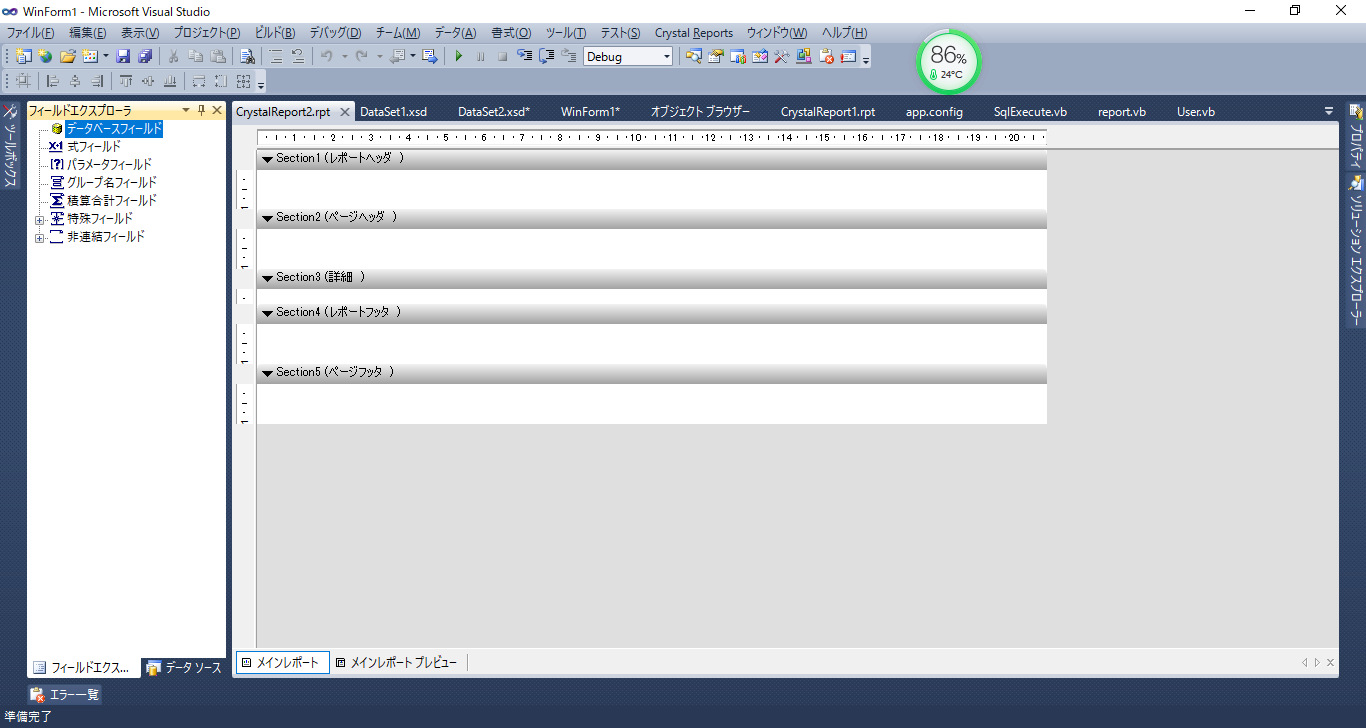 WinForm1 - Microsoft Visual Studio
ファイル(F) 編集(E) 表示(V) プロジェクト(P) ビルド(B) デバッグ(D) チーム(M) データ(A) 書式(O) ツール(T) テスト(S) Crystal Reports ウィンドウ(W) ヘルプ(H)
Debug
86%
24°C
ツールボックス
フィールドエクスプローラ
データベースフィールド
式フィールド
パラメータフィールド
グループ名フィールド
積算合計フィールド
特殊フィールド
非連結フィールド
フィールドエクス... データ ソース
CrystalReport2.rpt DataSet1.xsd DataSet2.xsd* WinForm1* オブジェクト ブラウザー CrystalReport1.rpt app.config SqlExecute.vb report.vb User.vb
1 2 3 4 5 6 7 8 9 10 11 12 13 14 15 16 17 18 19 20
Section1 (レポートヘッダ )
Section2 (ページヘッダ )
Section3 (詳細 )
Section4 (レポートフッタ )
Section5 (ページフッタ )
メインレポート メインレポート プレビュー
プロパティ
ソリューション エクスプローラー
エラー一覧
準備完了